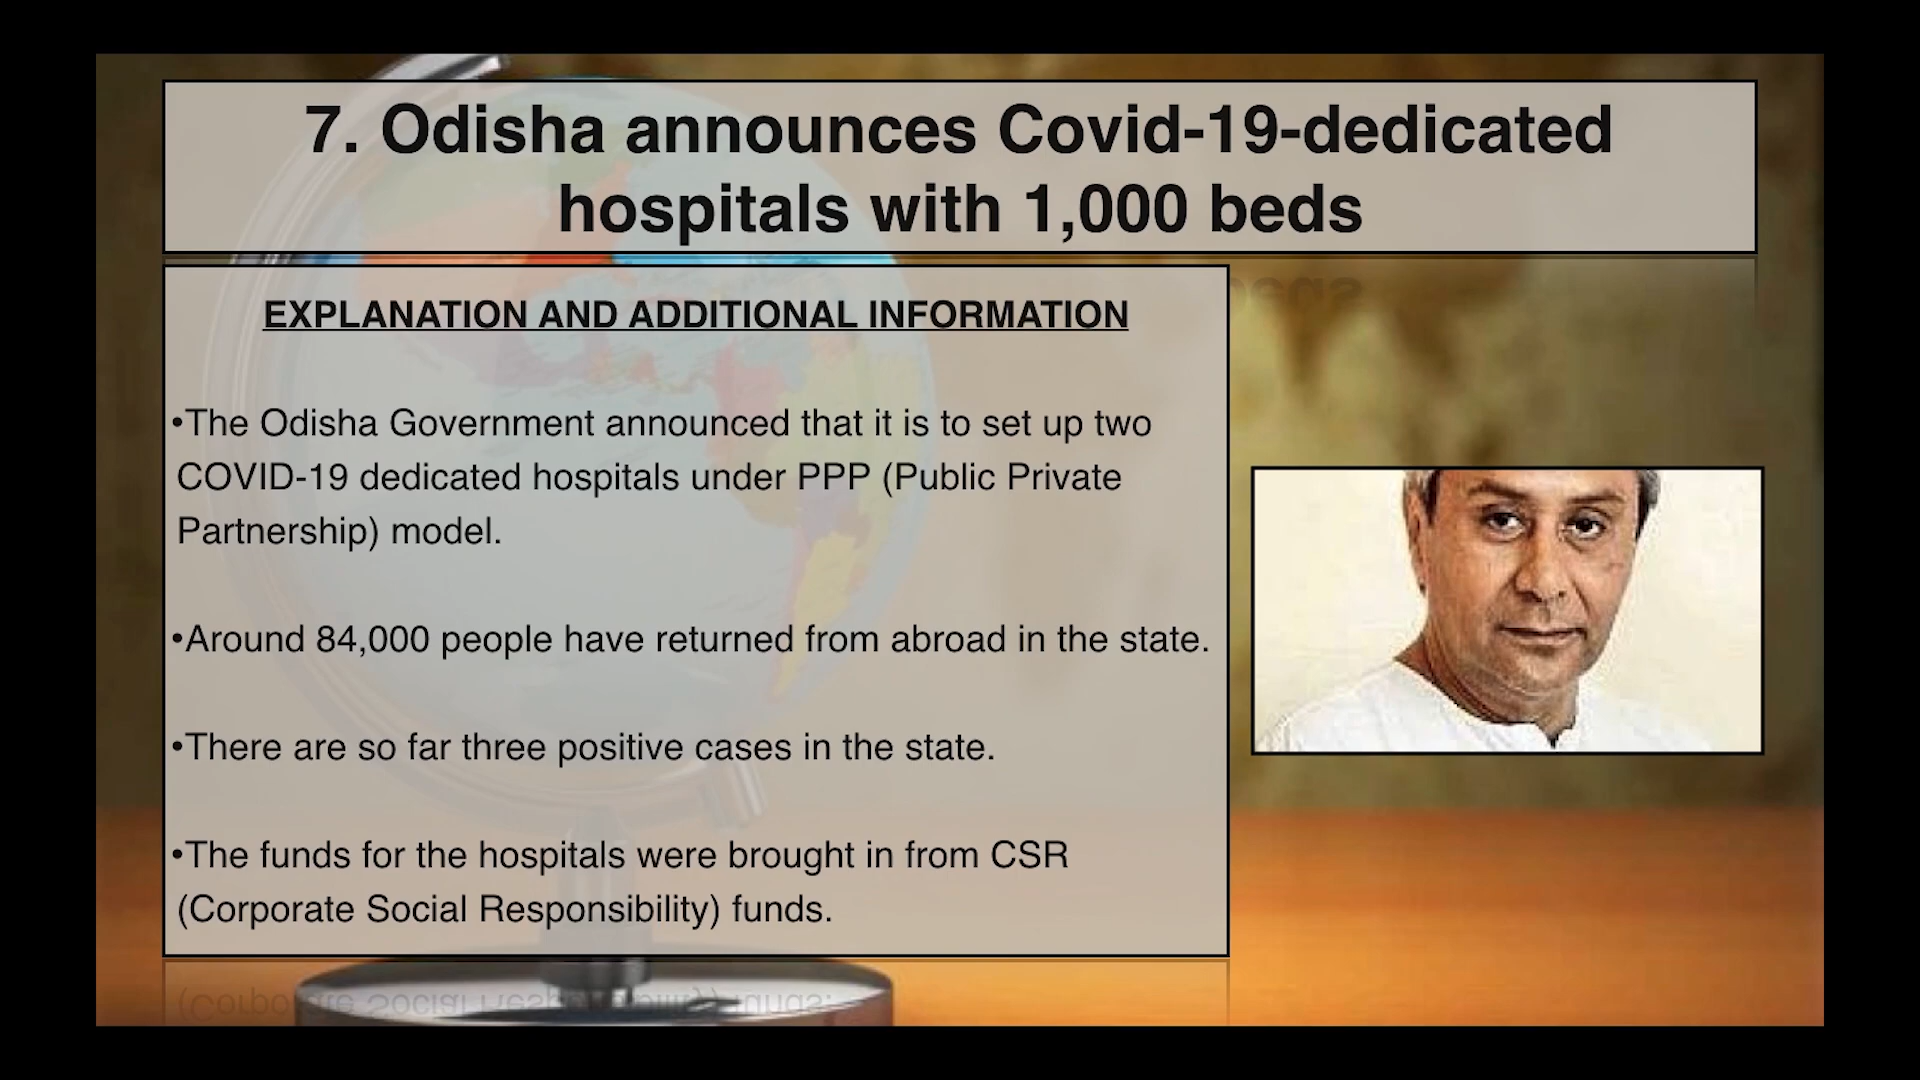 7. Odisha announces Covid-19-dedicated
hospitals with 1,000 beds
EXPLANATION AND ADDITIONAL INFORMATION
•The Odisha Government announced that it is to set up two
COVID-19 dedicated hospitals under PPP (Public Private
Partnership) model.
•Around 84,000 people have returned from abroad in the state.
•There are so far three positive cases in the state.
•The funds for the hospitals were brought in from CSR
(Corporate Social Responsibility) funds.